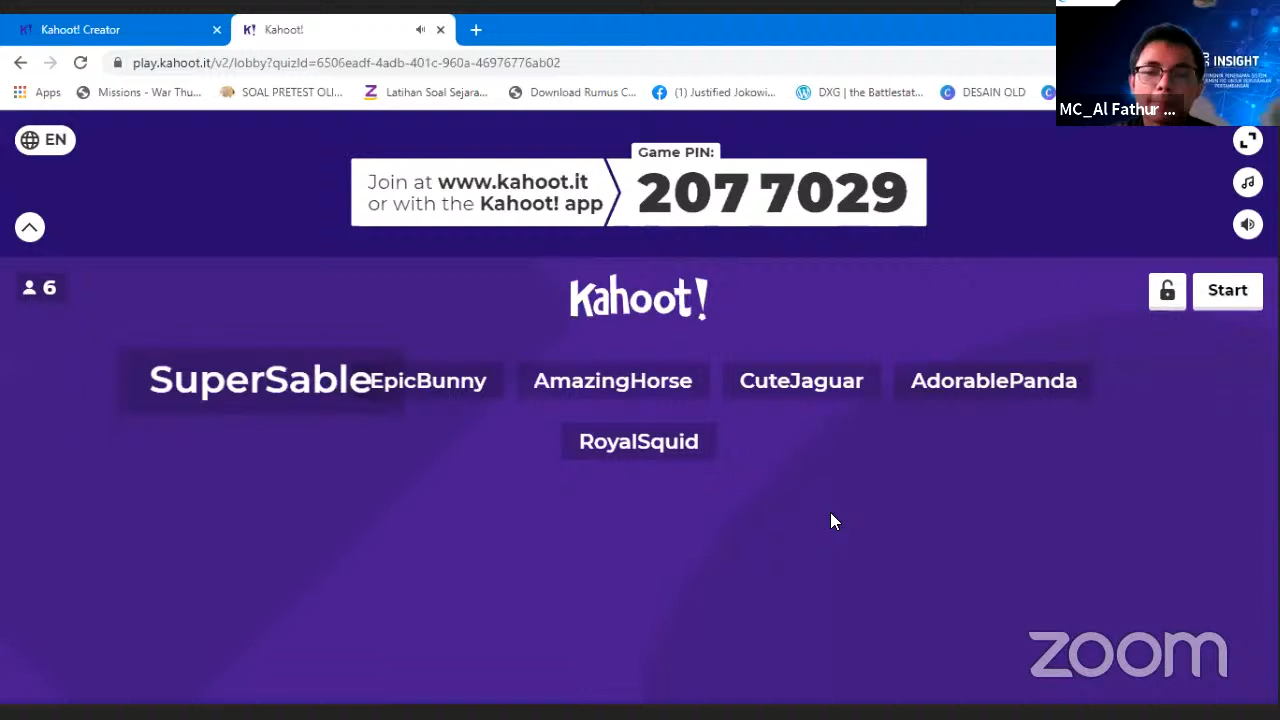 Kahoot! Creator
Kahoot!
play.kahoot.it/v2/lobby?quizId=6506eadf-4adb-401c-960a-46976776ab02
Apps
Missions - War Thu...
SOAL PRETEST OLI...
Latihan Soal Sejara...
Download Rumus C...
(1) Justified Jokowi...
DXG | the Battlestat...
DESAIN OLD
INSIGHT
MC_Al Fathur ...
EN
Join at www.kahoot.it
or with the Kahoot! app
Game PIN:
207 7029
6
Kahoot!
Start
SuperSable
EpicBunny
AmazingHorse
CuteJaguar
AdorablePanda
RoyalSquid
zoom